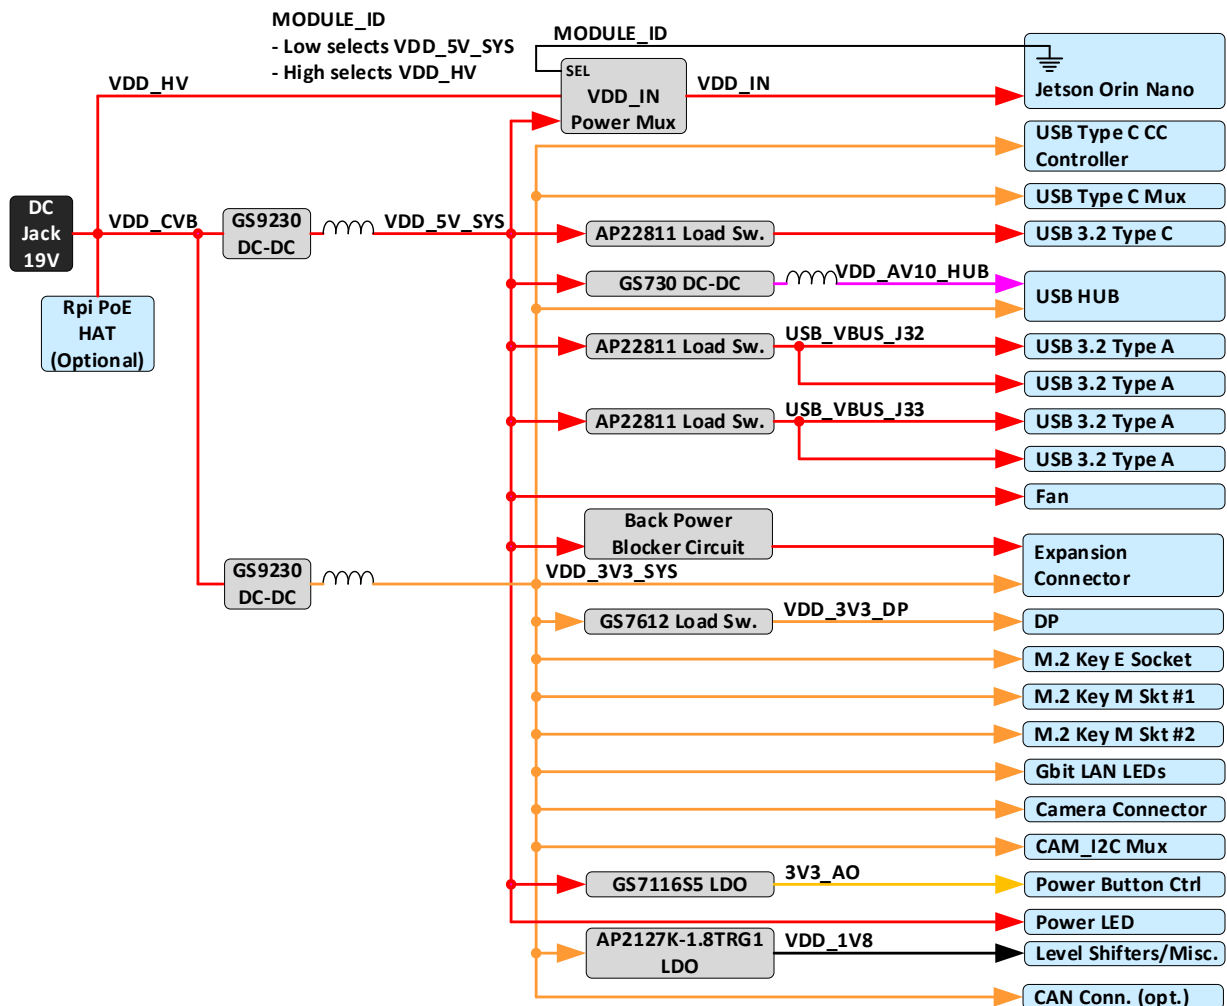 MODULE_ID
- Low selects VDD_5V_SYS
- High selects VDD_HV
MODULE_ID
SEL
VDD_IN
Power Mux
VDD_HV
VDD_IN
Jetson Orin Nano
USB Type C CC
Controller
USB Type C Mux
DC
Jack
19V
VDD_CVB
GS9230
DC-DC
VDD_5V_SYS
AP22811 Load Sw.
USB 3.2 Type C
Rpi PoE
HAT
(Optional)
GS730 DC-DC
VDD_AV10_HUB
USB HUB
AP22811 Load Sw.
USB_VBUS_J32
USB 3.2 Type A
USB 3.2 Type A
AP22811 Load Sw.
USB_VBUS_J33
USB 3.2 Type A
USB 3.2 Type A
Fan
Back Power
Blocker Circuit
Expansion
Connector
GS9230
DC-DC
VDD_3V3_SYS
GS7612 Load Sw.
VDD_3V3_DP
DP
M.2 Key E Socket
M.2 Key M Skt #1
M.2 Key M Skt #2
Gbit LAN LEDs
Camera Connector
CAM_I2C Mux
GS7116S5 LDO
3V3_AO
Power Button Ctrl
Power LED
AP2127K-1.8TRG1
LDO
VDD_1V8
Level Shifters/Misc.
CAN Conn. (opt.)